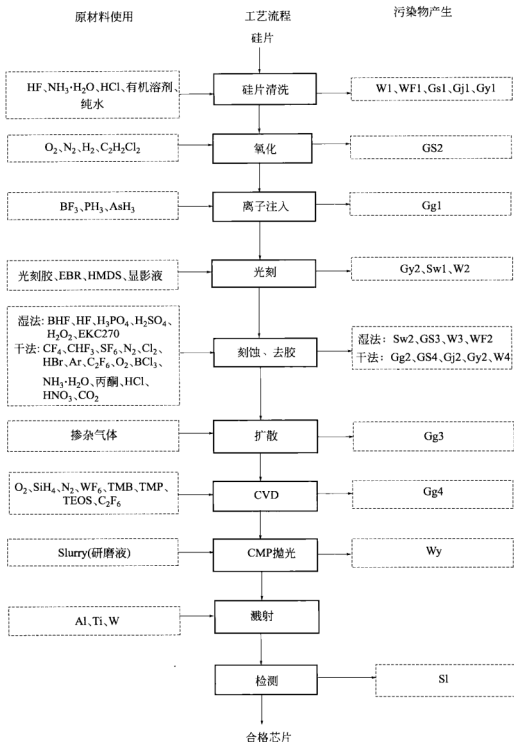 原材料使用
工艺流程
污染物产生
硅片
HF、NH₃·H₂O、HCl、有机溶剂、
纯水
硅片清洗
W1、WF1、Gs1、Gj1、Gy1
O₂、N₂、H₂、C₂H₂Cl₂
氧化
GS2
BF₃、PH₃、AsH₃
离子注入
Gg1
光刻胶、EBR、HMDS、显影液
光刻
Gy2、Sw1、W2
湿法: BHF、HF、H₃PO₄、H₂SO₄、
H₂O₂、EKC270
干法: CF₄、CHF₃、SF₆、N₂、Cl₂、
HBr、Ar、C₂F₆、O₂、BCl₃、
NH₃·H₂O、丙酮、HCl、
HNO₃、CO₂
刻蚀、去胶
湿法: Sw2、GS3、W3、WF2
干法: Gg2、GS4、Gj2、Gy2、W4
掺杂气体
扩散
Gg3
O₂、SiH₄、N₂、WF₆、TMB、TMP、
TEOS、C₂F₆
CVD
Gg4
Slurry(研磨液)
CMP抛光
Wy
Al、Ti、W
溅射
检测
Sl
合格芯片